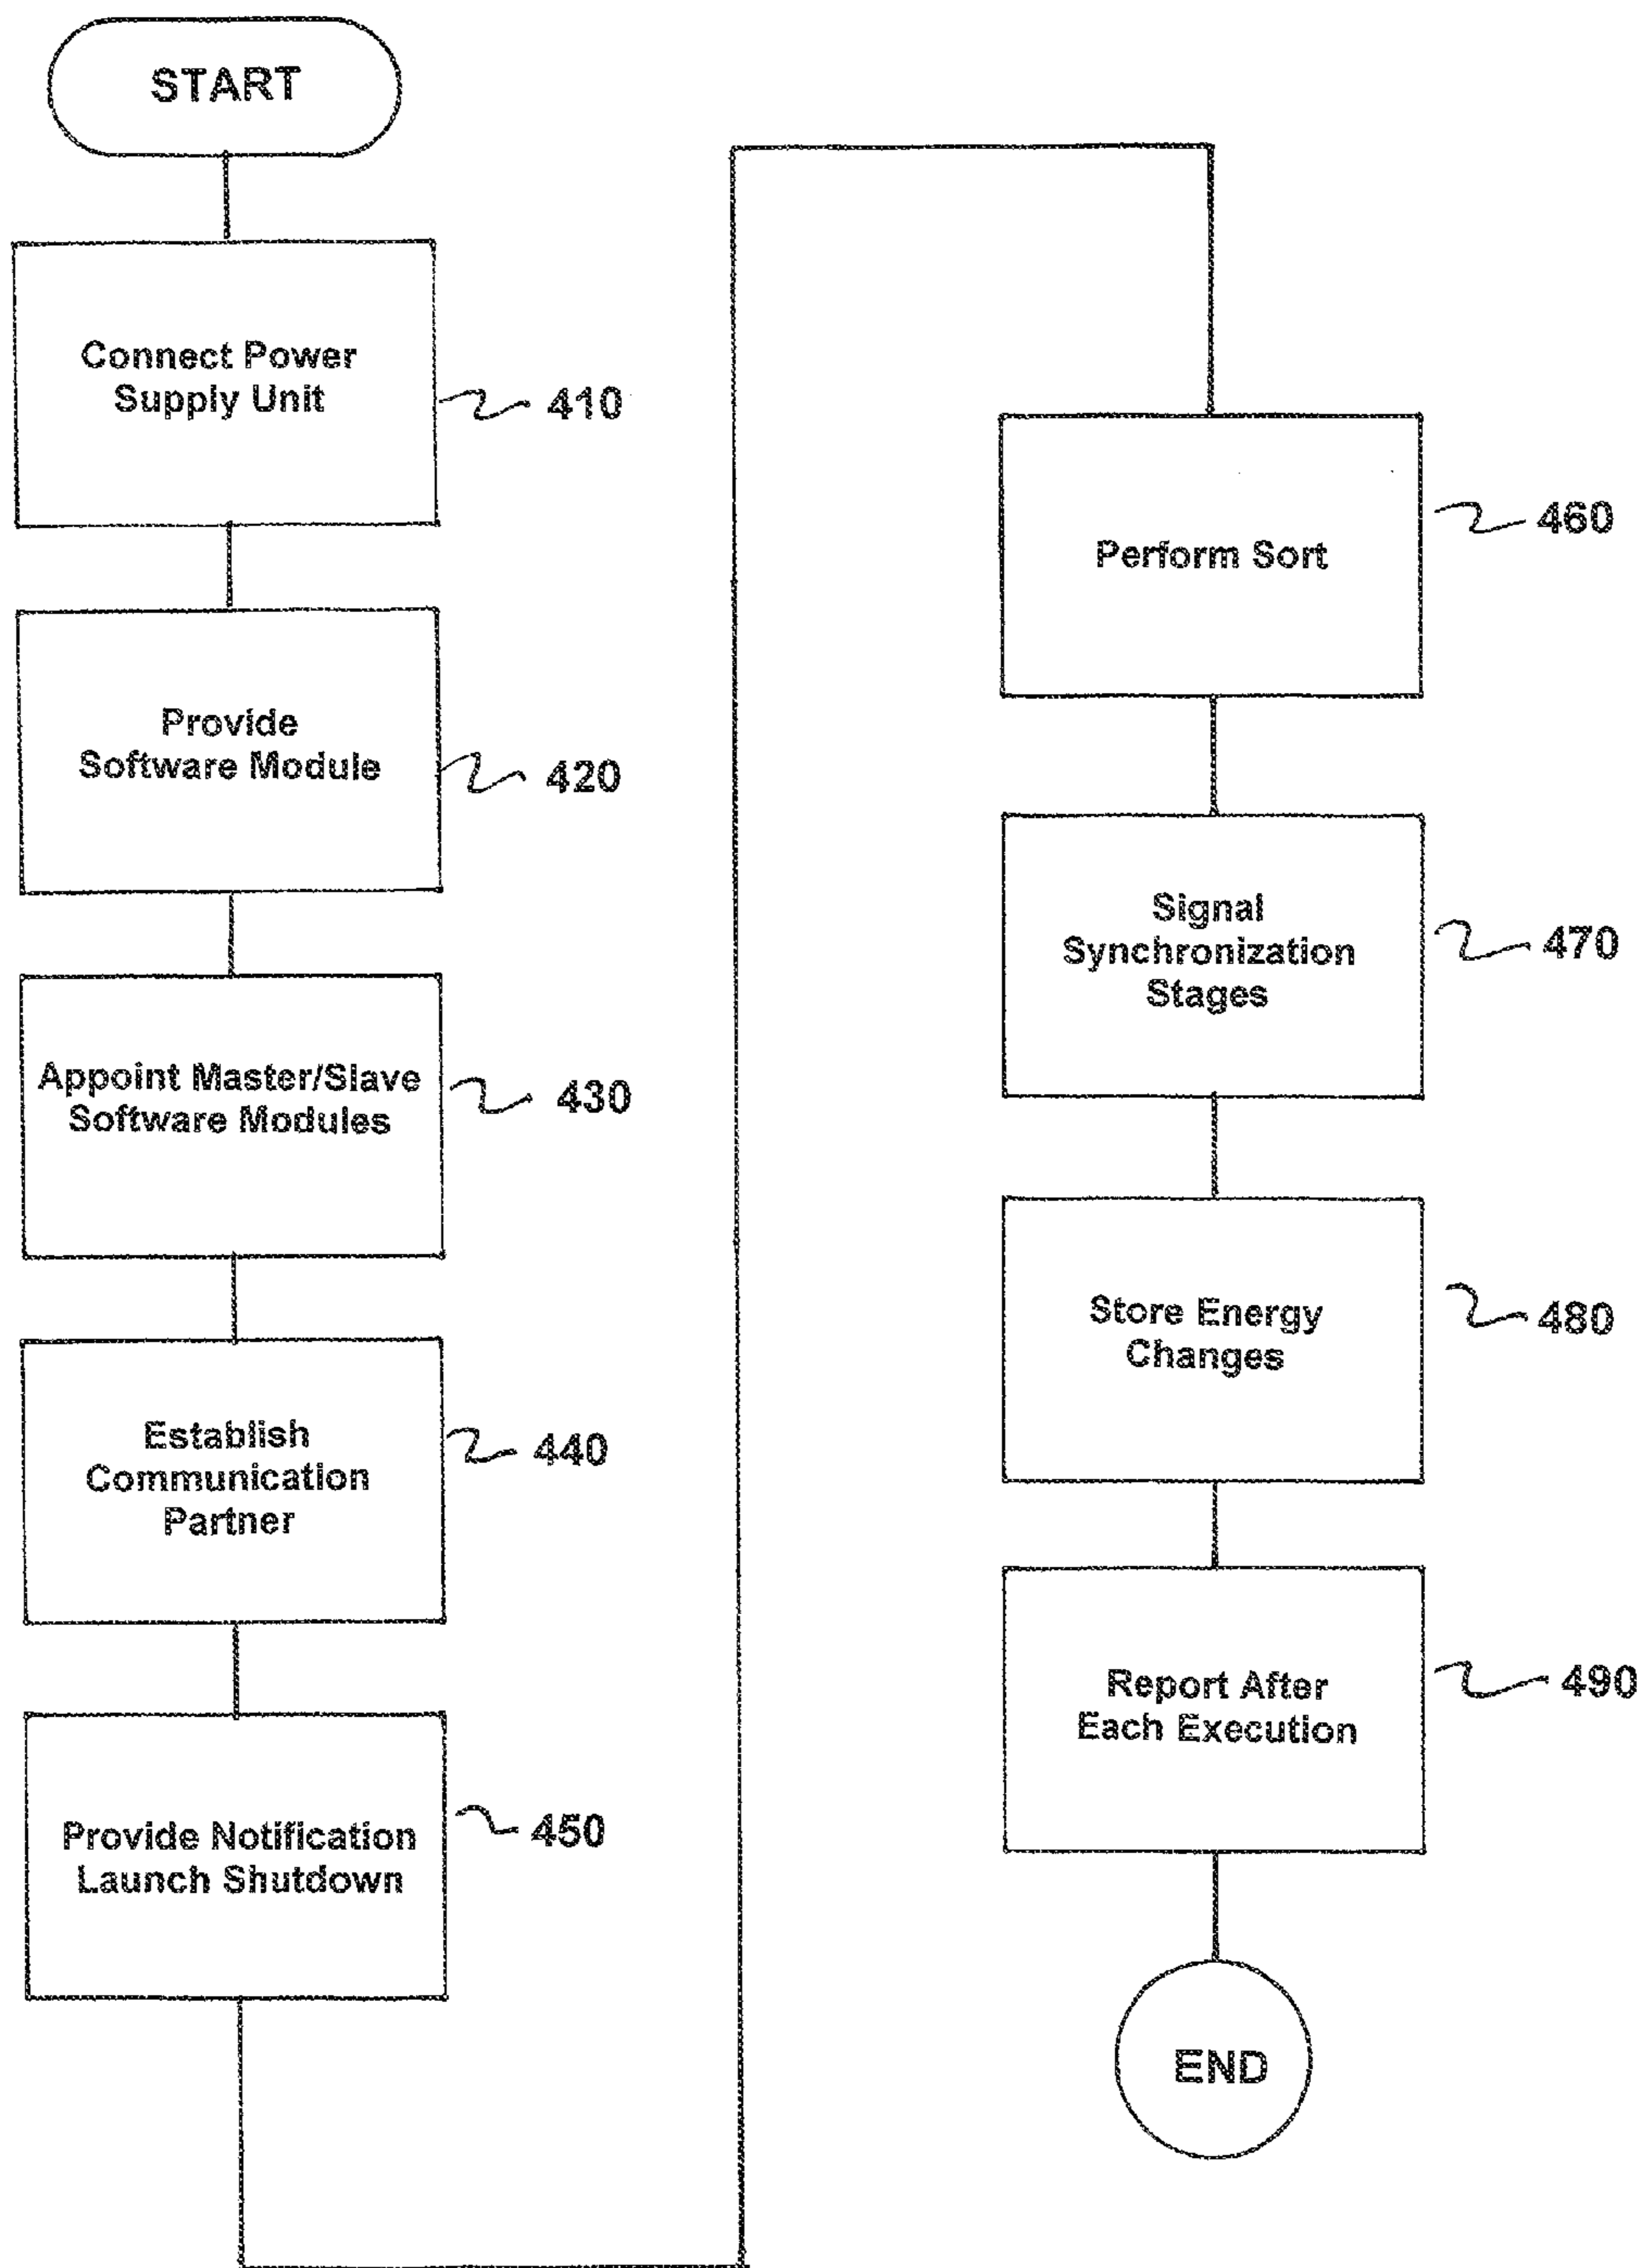 START
Connect Power
Supply Unit
410
Provide
Software Module
420
Appoint Master/Slave
Software Modules
430
Establish
Communication
Partner
440
Provide Notification
Launch Shutdown
450
Perform Sort
460
Signal
Synchronization
Stages
470
Store Energy
Changes
480
Report After
Each Execution
490
END